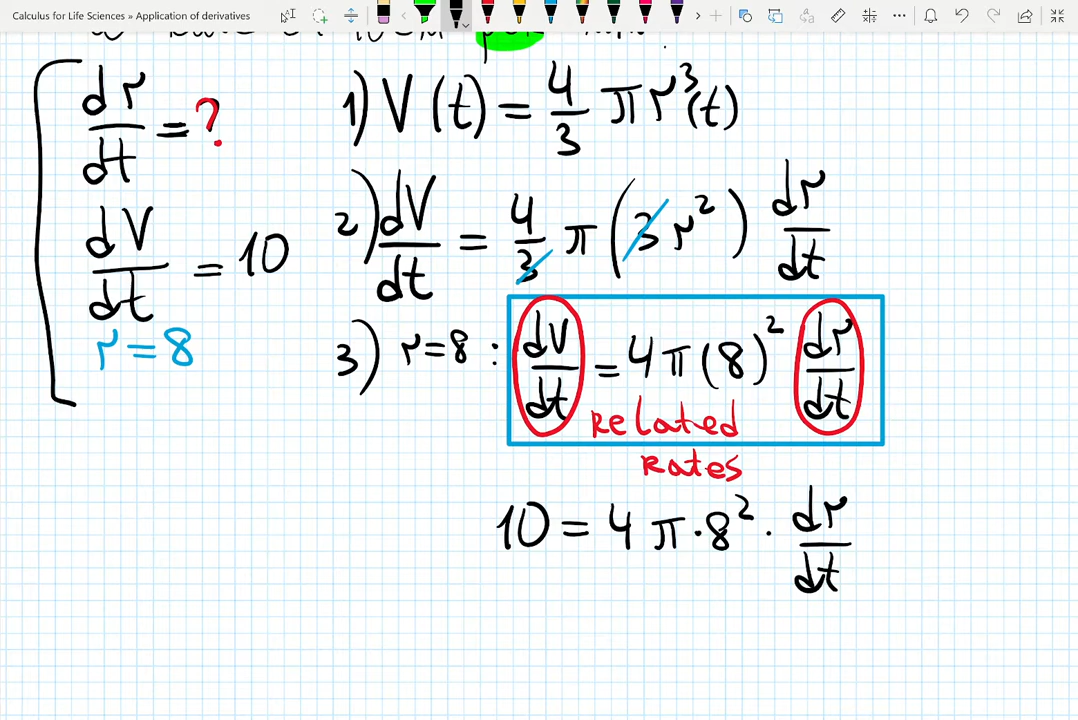 Calculus for Life Sciences » Application of derivatives
per
dr/dt = ?
dV/dt = 10
r = 8
1) V(t) = 4/3 π r³(t)
2) dV/dt = 4/3 π (3r²) dr/dt
3) r=8 : dV/dt = 4π(8)² dr/dt
Related
rates
10 = 4π·8²· dr/dt